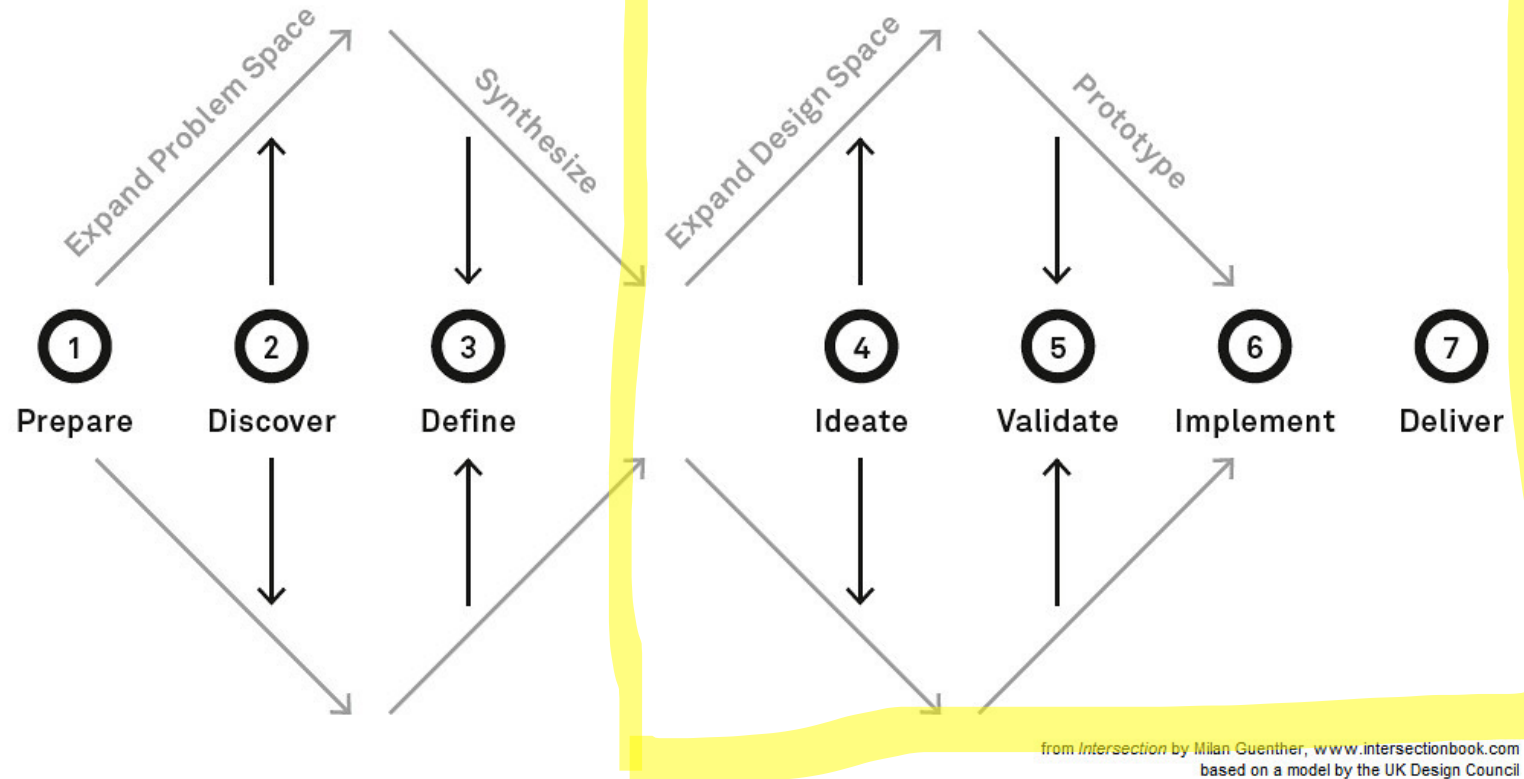 Expand Problem Space
Synthesize
Expand Design Space
Prototype
1
2
3
4
5
6
7
Prepare
Discover
Define
Ideate
Validate
Implement
Deliver
from Intersection by Milan Guenther, www.intersectionbook.com
based on a model by the UK Design Council